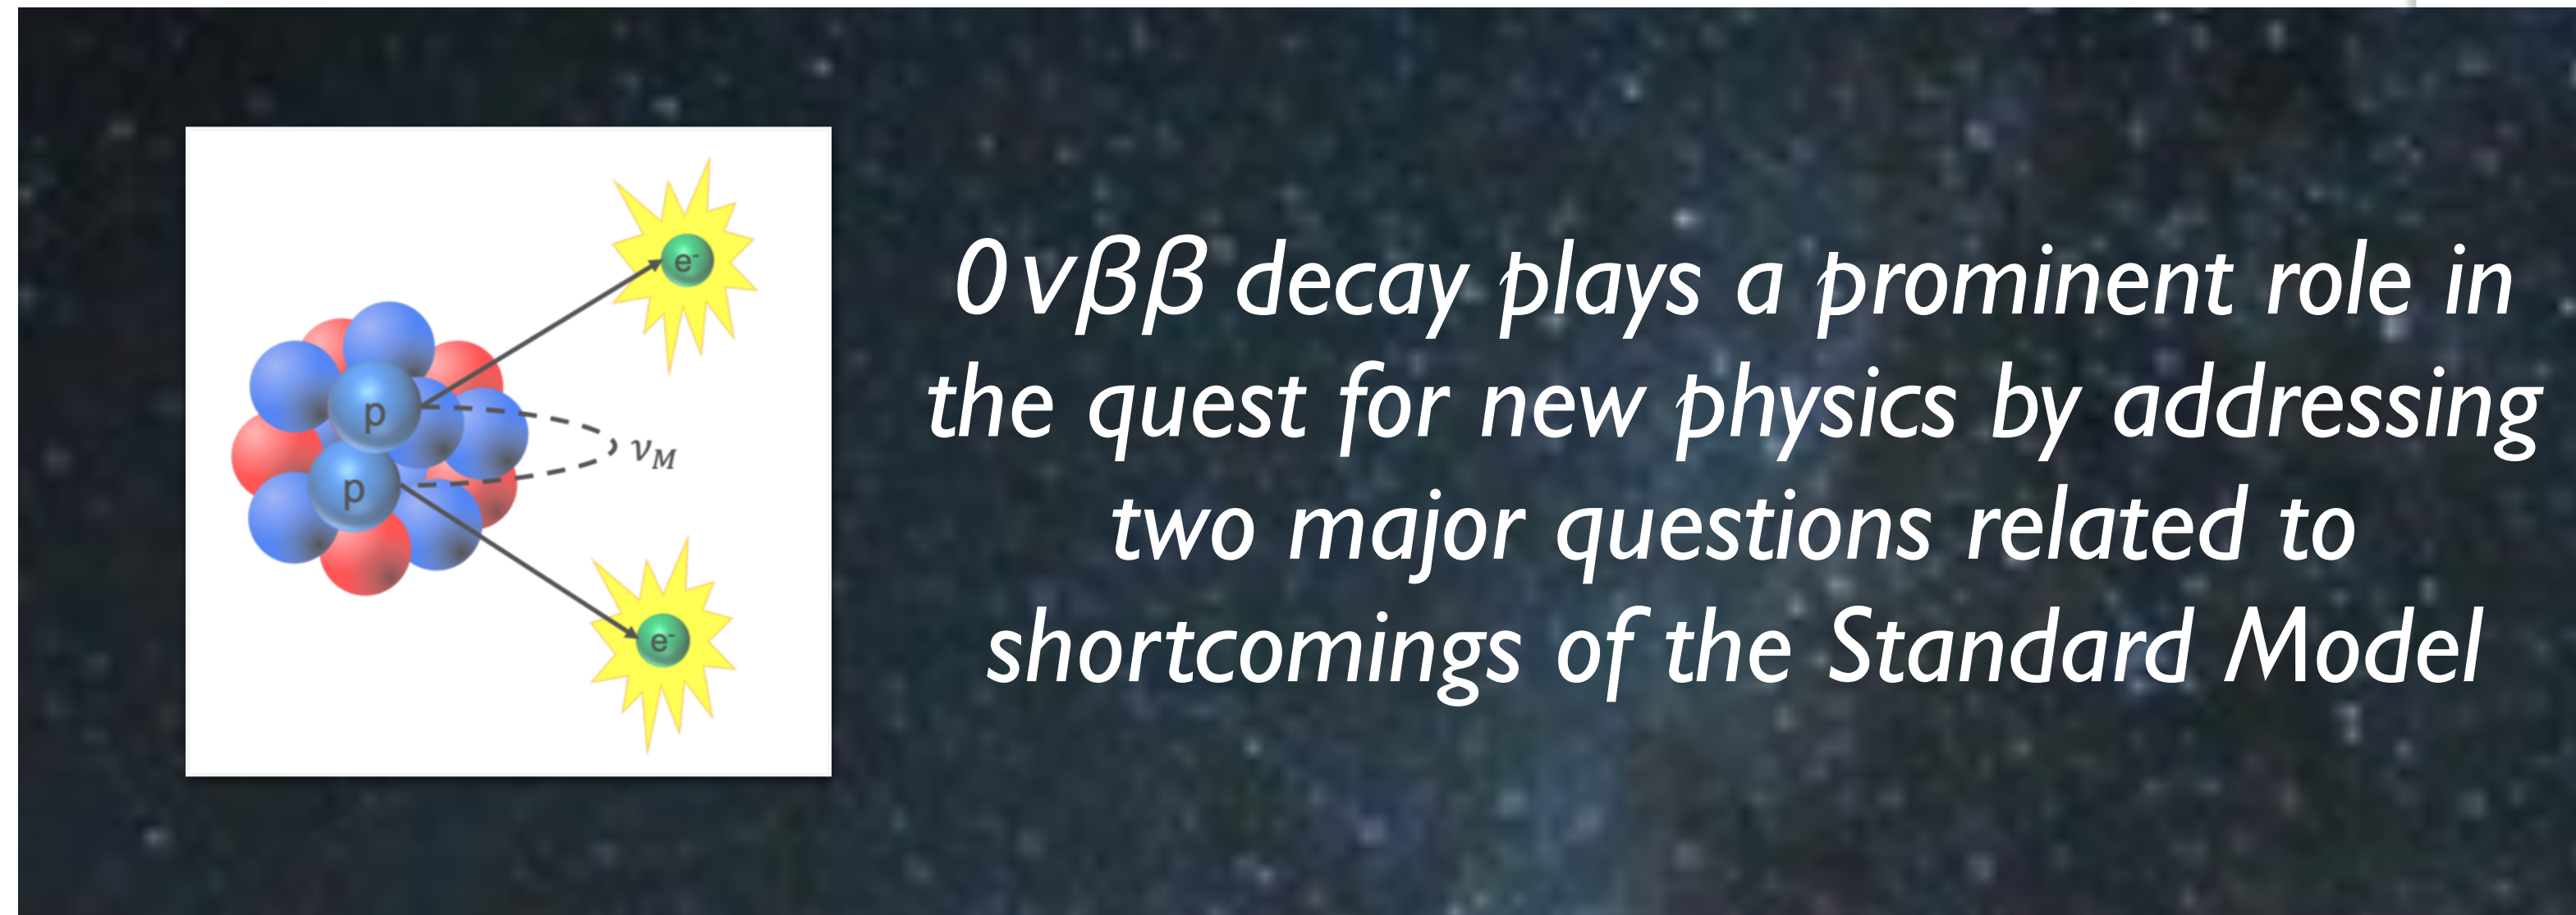 e-
p
νM
p
e-
0νββ decay plays a prominent role in
the quest for new physics by addressing
two major questions related to
shortcomings of the Standard Model